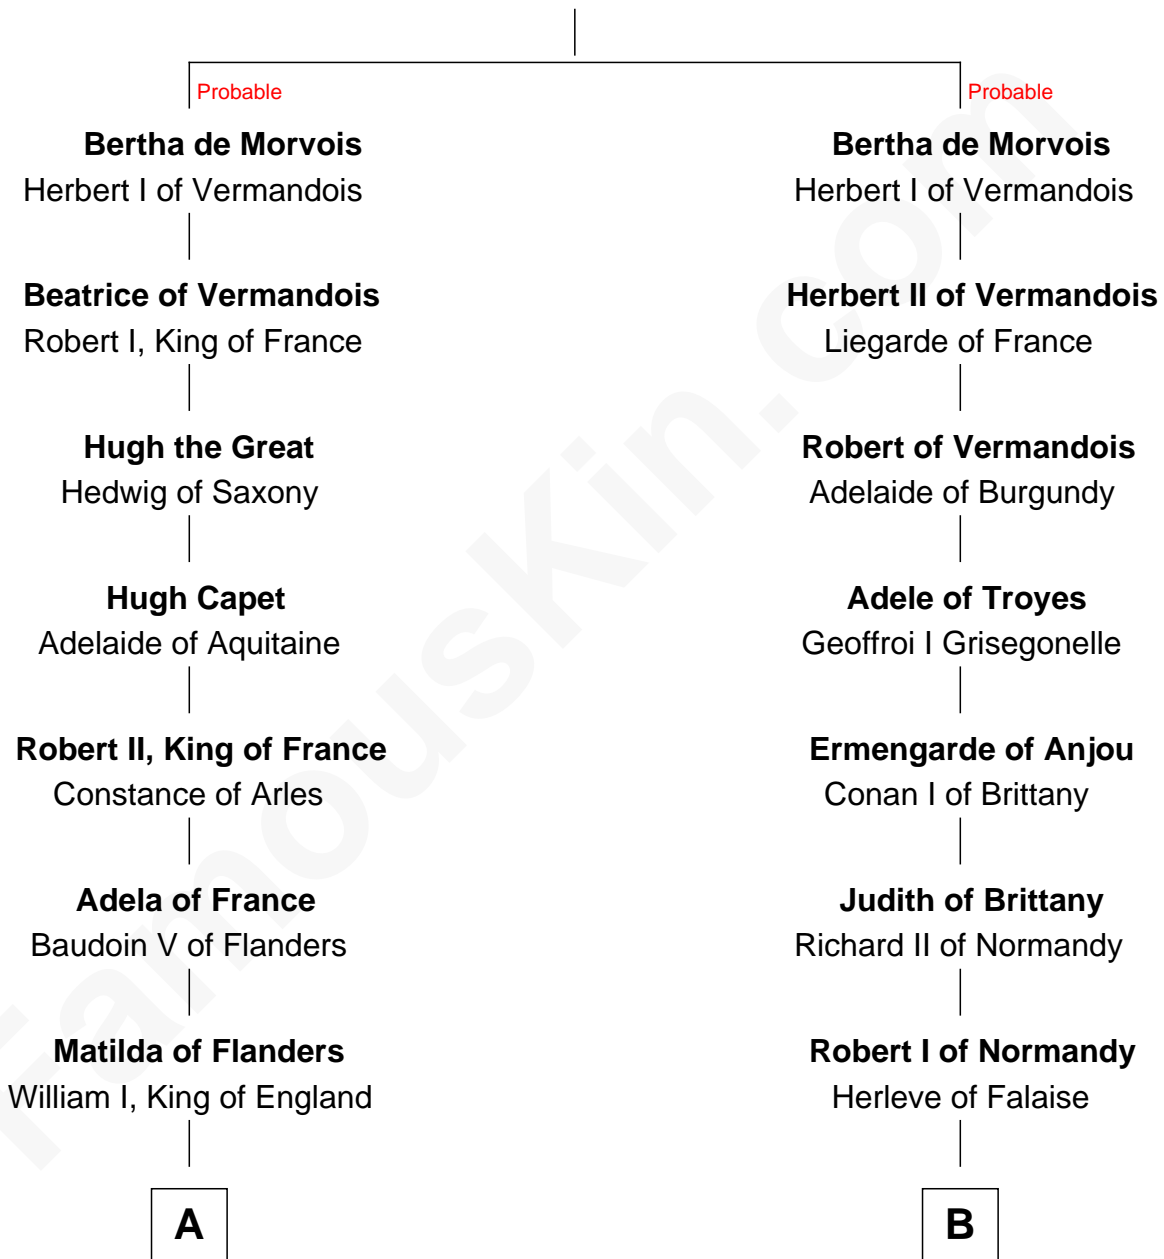 Probable
Bertha de Morvois
Herbert I of Vermandois
Beatrice of Vermandois
Robert I, King of France
Hugh the Great
Hedwig of Saxony
Hugh Capet
Adelaide of Aquitaine
Robert II, King of France
Constance of Arles
Adela of France
Baudoin V of Flanders
Matilda of Flanders
William I, King of England
A
Probable
Bertha de Morvois
Herbert I of Vermandois
Herbert II of Vermandois
Liegarde of France
Robert of Vermandois
Adelaide of Burgundy
Adele of Troyes
Geoffroi I Grisegonelle
Ermengarde of Anjou
Conan I of Brittany
Judith of Brittany
Richard II of Normandy
Robert I of Normandy
Herleve of Falaise
B
FamousKin.com